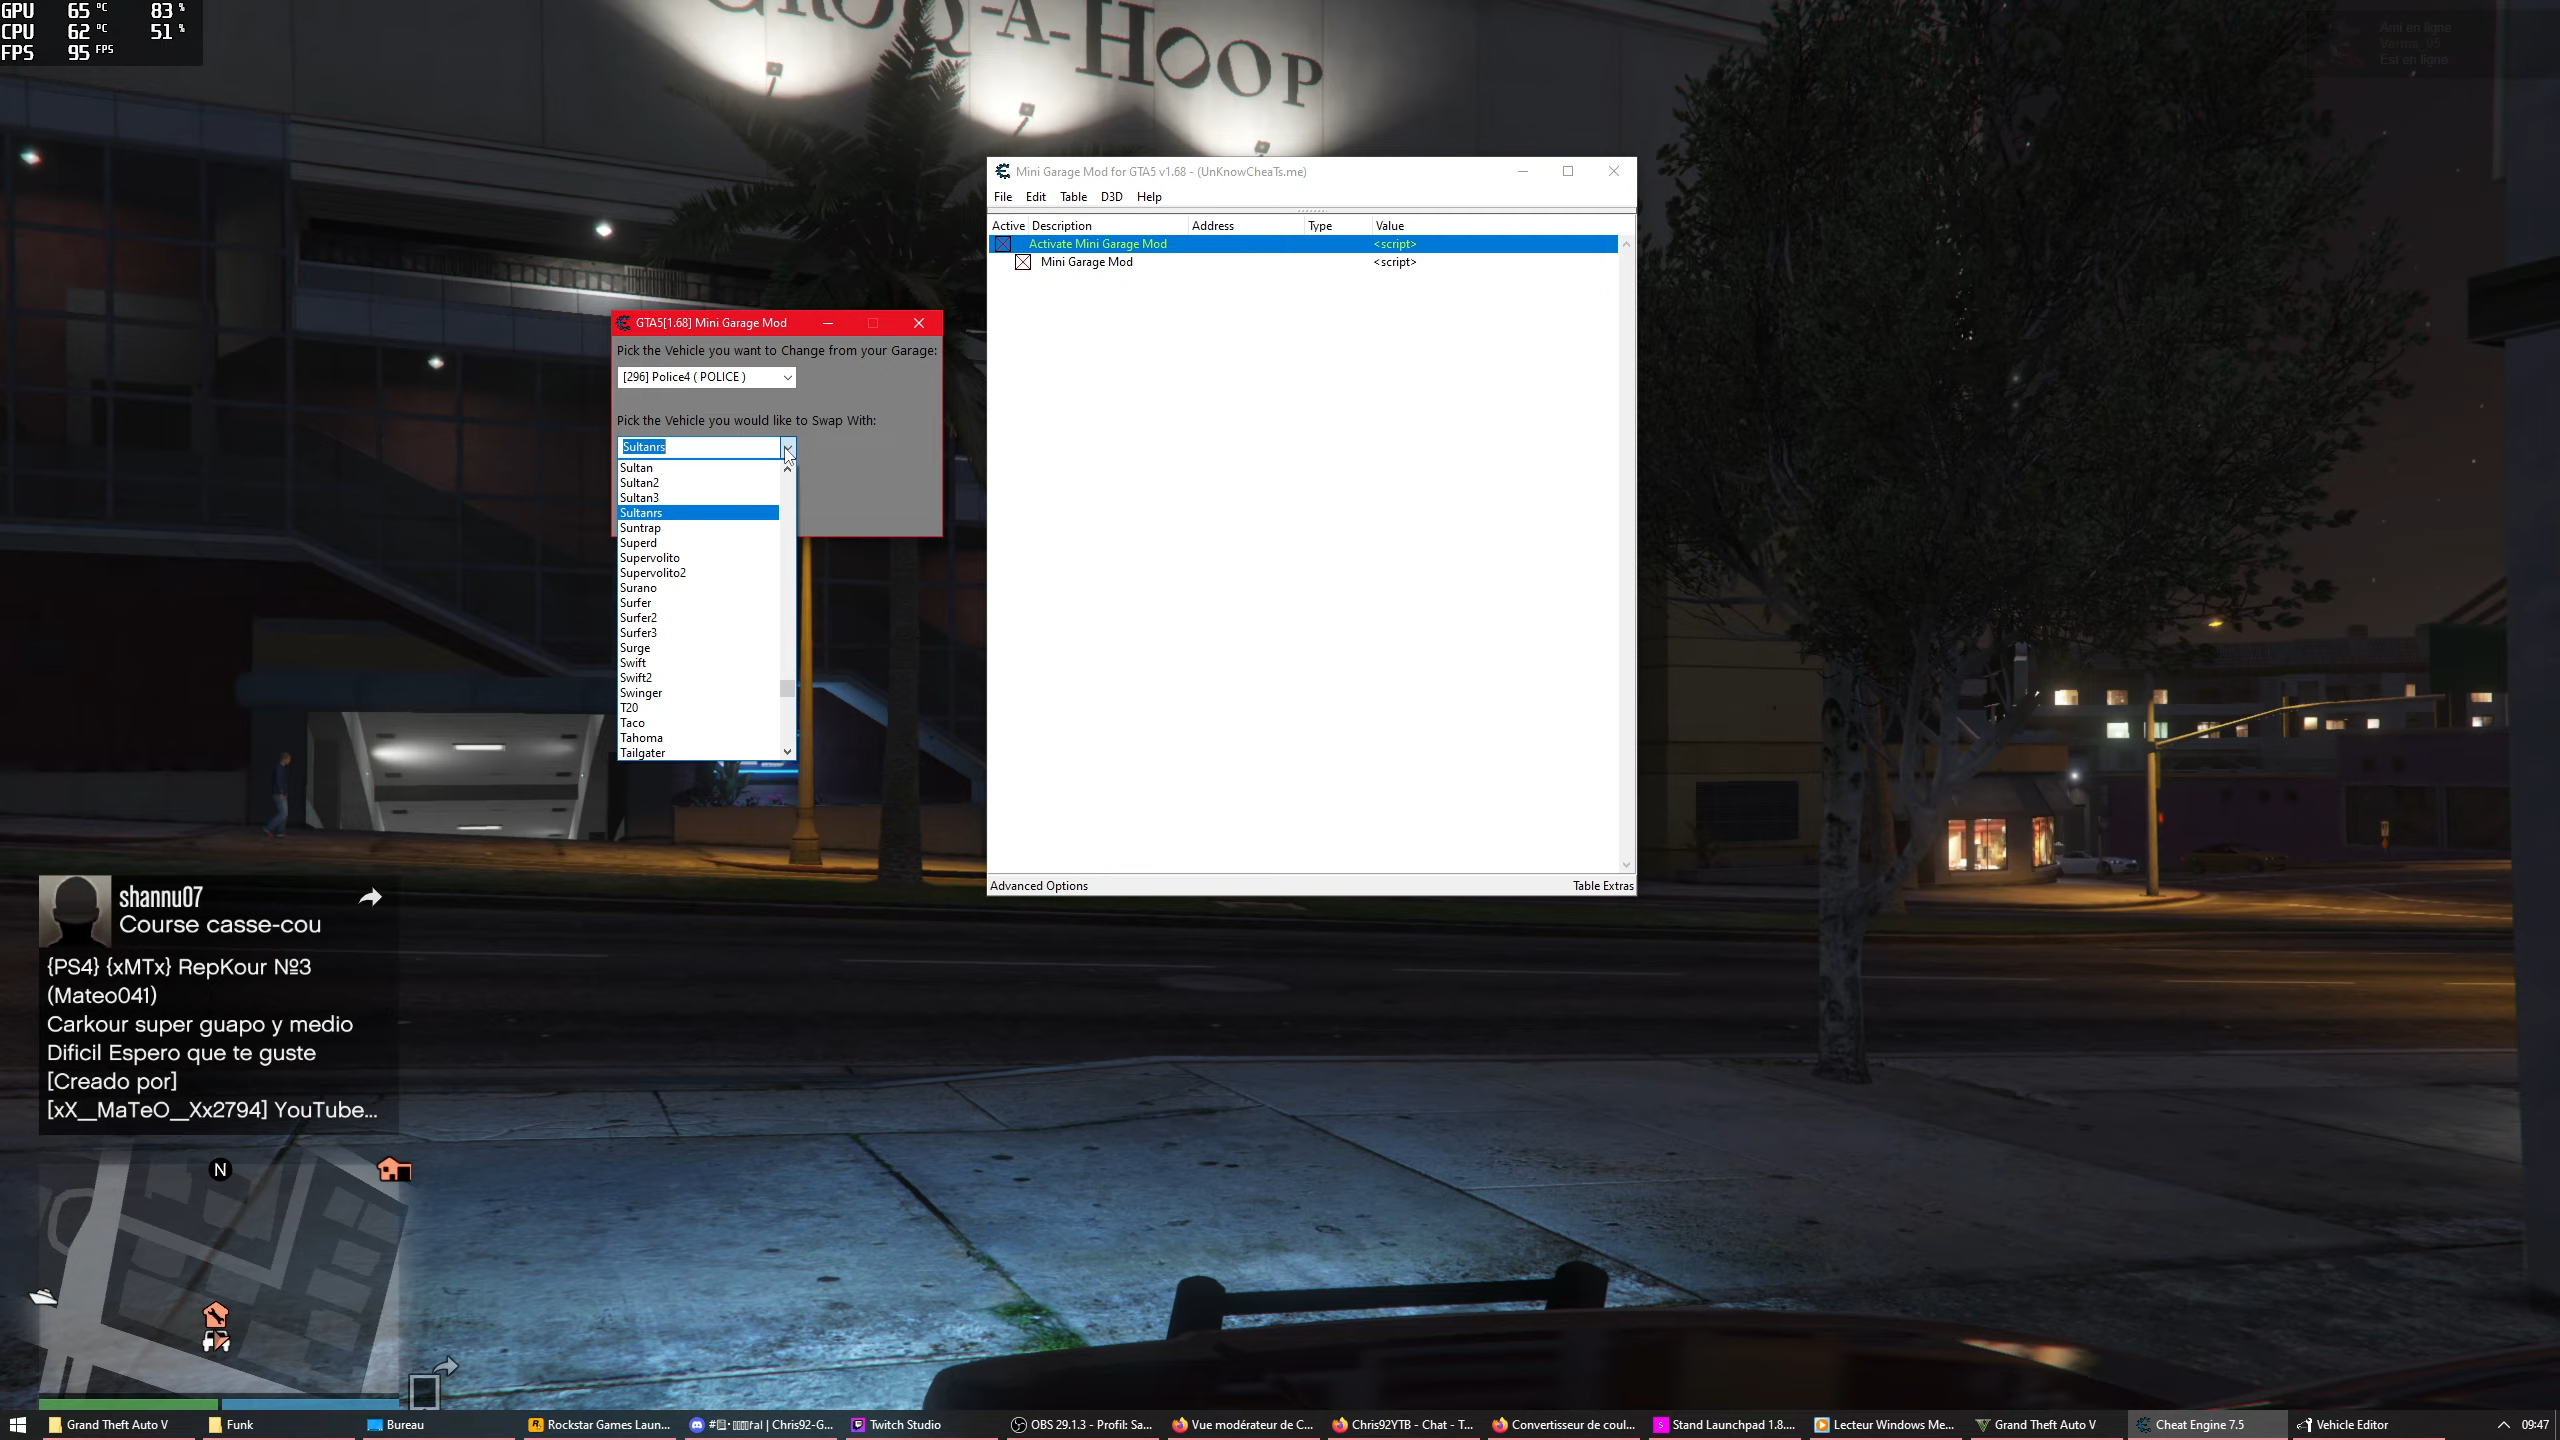 GPU 65 °C 83 %
CPU 62 °C 51 %
FPS 95 FPS
-A-HOOP
Ami en ligne
Est en ligne
Mini Garage Mod for GTA5 v1.68 - (UnKnowCheaTs.me)
File Edit Table D3D Help
Active Description Address Type Value
Activate Mini Garage Mod <script>
Mini Garage Mod <script>
Advanced Options Table Extras
GTA5[1.68] Mini Garage Mod
Pick the Vehicle you want to Change from your Garage:
[296] Police4 ( POLICE )
Pick the Vehicle you would like to Swap With:
Sultanrs
Sultan
Sultan2
Sultan3
Sultanrs
Suntrap
Superd
Supervolito
Supervolito2
Surano
Surfer
Surfer2
Surfer3
Surge
Swift
Swift2
Swinger
T20
Taco
Tahoma
Tailgater
shannu07
Course casse-cou
{PS4} {xMTx} RepKour Nº3
(Mateo041)
Carkour super guapo y medio
Dificil Espero que te guste
[Creado por]
[xX__MaTeO__Xx2794] YouTube...
N
Grand Theft Auto V Funk Bureau Rockstar Games Laun... | Chris92-G... Twitch Studio OBS 29.1.3 - Profil: Sa... Vue modérateur de C... Chris92YTB - Chat - T... Convertisseur de coul... Stand Launchpad 1.8.... Lecteur Windows Me... Grand Theft Auto V Cheat Engine 7.5 Vehicle Editor 09:47